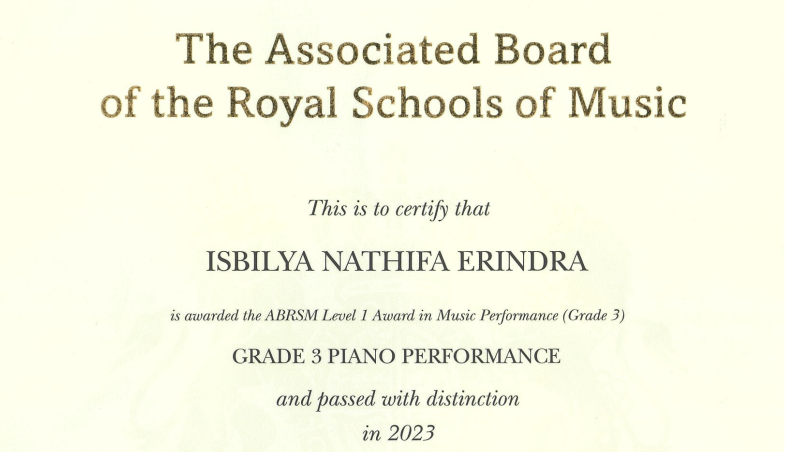 The Associated Board
of the Royal Schools of Music
This is to certify that
ISBILYA NATHIFA ERINDRA
is awarded the ABRSM Level 1 Award in Music Performance (Grade 3)
GRADE 3 PIANO PERFORMANCE
and passed with distinction
in 2023